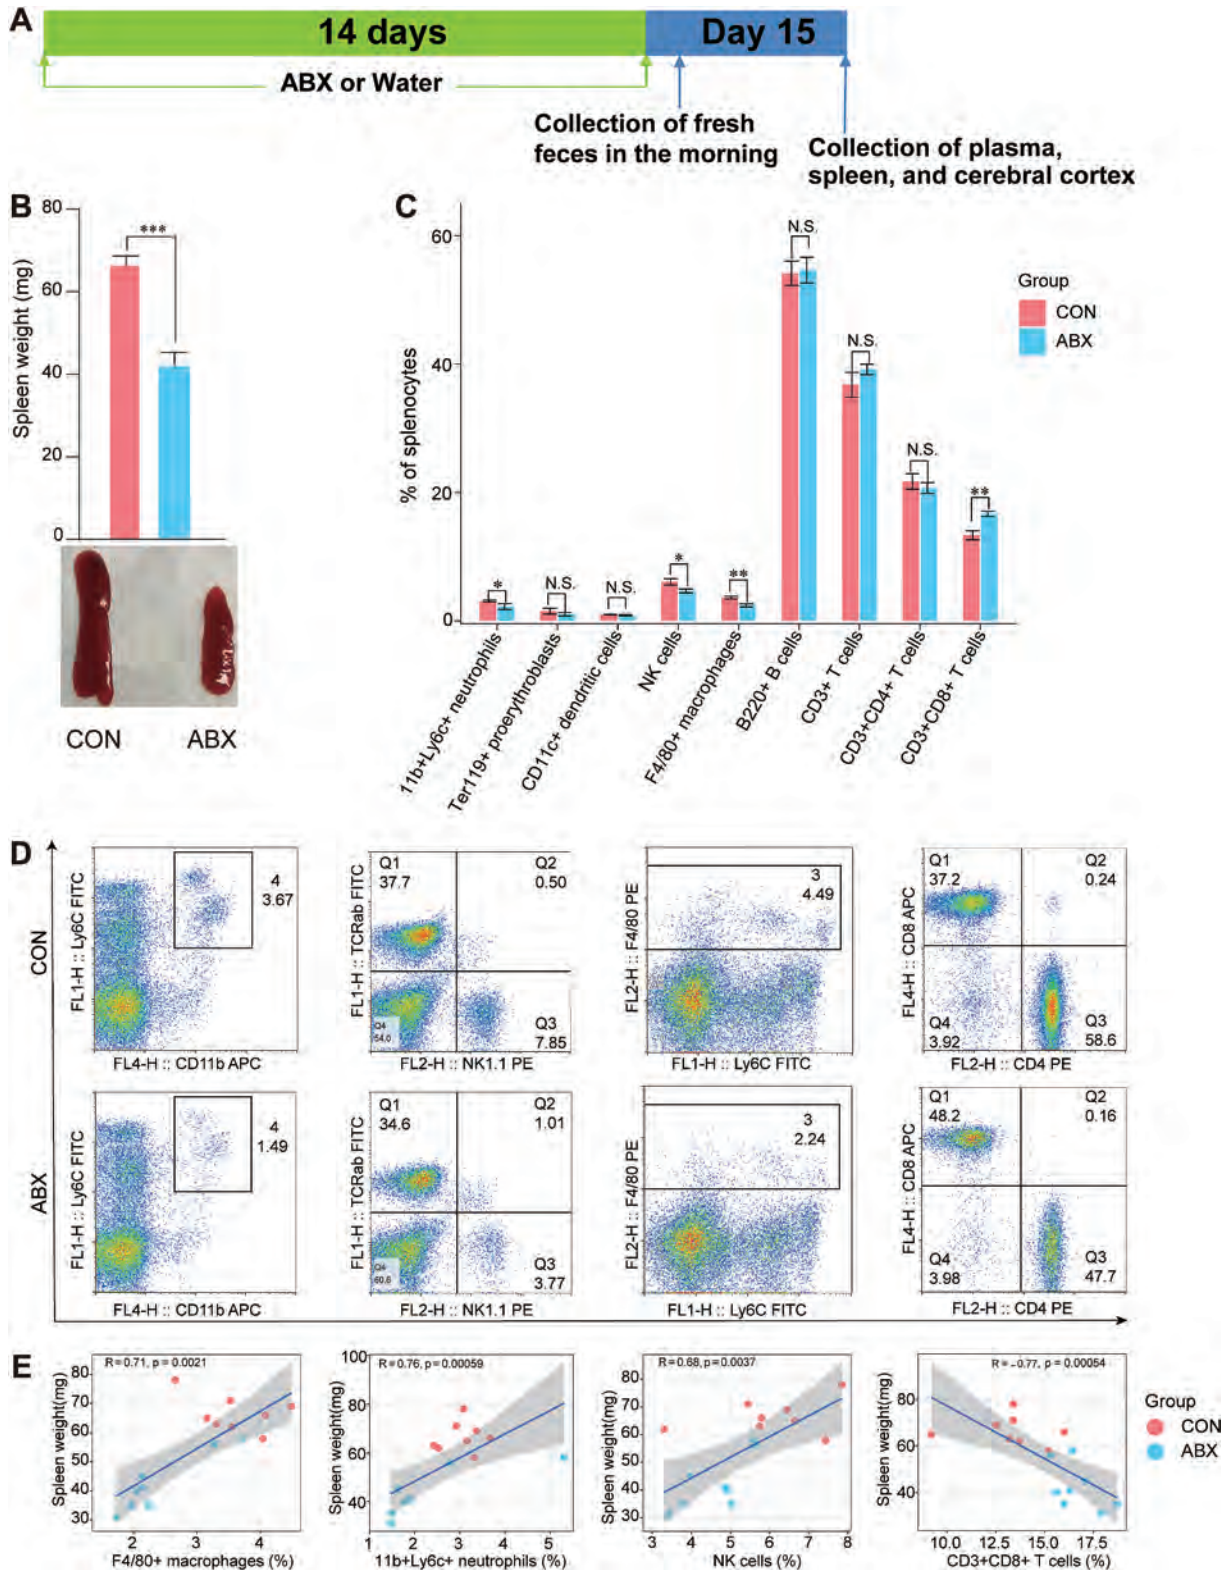 A
14 days
Day 15
ABX or Water
Collection of fresh
feces in the morning
Collection of plasma,
spleen, and cerebral cortex
B
Spleen weight (mg)
80
60
40
20
0
***
CON
ABX
C
% of splenocytes
60
40
20
0
*
N.S.
N.S.
*
**
N.S.
N.S.
N.S.
**
11b+Ly6c+ neutrophils
Ter119+ proerythroblasts
CD11c+ dendritic cells
NK cells
F4/80+ macrophages
B220+ B cells
CD3+ T cells
CD3+CD4+ T cells
CD3+CD8+ T cells
Group
CON
ABX
D
CON
FL1-H :: Ly6C FITC
4
3.67
FL4-H :: CD11b APC
FL1-H :: TCRab FITC
Q1
37.7
Q2
0.50
Q4
54.0
Q3
7.85
FL2-H :: NK1.1 PE
FL2-H :: F4/80 PE
3
4.49
FL1-H :: Ly6C FITC
FL4-H :: CD8 APC
Q1
37.2
Q2
0.24
Q4
3.92
Q3
58.6
FL2-H :: CD4 PE
ABX
FL1-H :: Ly6C FITC
4
1.49
FL4-H :: CD11b APC
FL1-H :: TCRab FITC
Q1
34.6
Q2
1.01
Q4
60.6
Q3
3.77
FL2-H :: NK1.1 PE
FL2-H :: F4/80 PE
3
2.24
FL1-H :: Ly6C FITC
FL4-H :: CD8 APC
Q1
48.2
Q2
0.16
Q4
3.98
Q3
47.7
FL2-H :: CD4 PE
E
R = 0.71, p = 0.0021
Spleen weight(mg)
80
70
60
50
40
30
2 3 4
F4/80+ macrophages (%)
R = 0.76, p = 0.00059
Spleen weight(mg)
100
80
60
40
1 2 3 4 5
11b+Ly6c+ neutrophils (%)
R = 0.68, p = 0.0037
Spleen weight(mg)
80
70
60
50
40
30
3 4 5 6 7 8
NK cells (%)
R = −0.77, p = 0.00054
Spleen weight(mg)
80
60
40
10.0 12.5 15.0 17.5
CD3+CD8+ T cells (%)
Group
CON
ABX